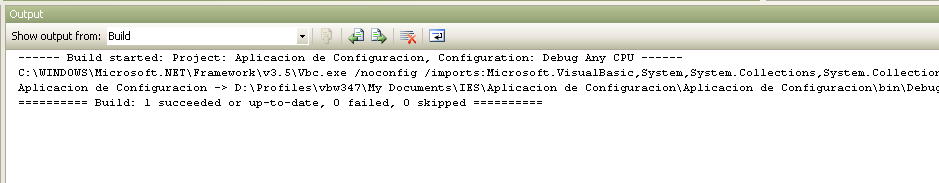 Output
Show output from: Build
------ Build started: Project: Aplicacion de Configuracion, Configuration: Debug Any CPU ------
C:\WINDOWS\Microsoft.NET\Framework\v3.5\Vbc.exe /noconfig /imports:Microsoft.VisualBasic,System,System.Collections,System.Collection
Aplicacion de Configuracion -> D:\Profiles\vbw347\My Documents\IES\Aplicacion de Configuracion\Aplicacion de Configuracion\bin\Debug
========== Build: 1 succeeded or up-to-date, 0 failed, 0 skipped ==========